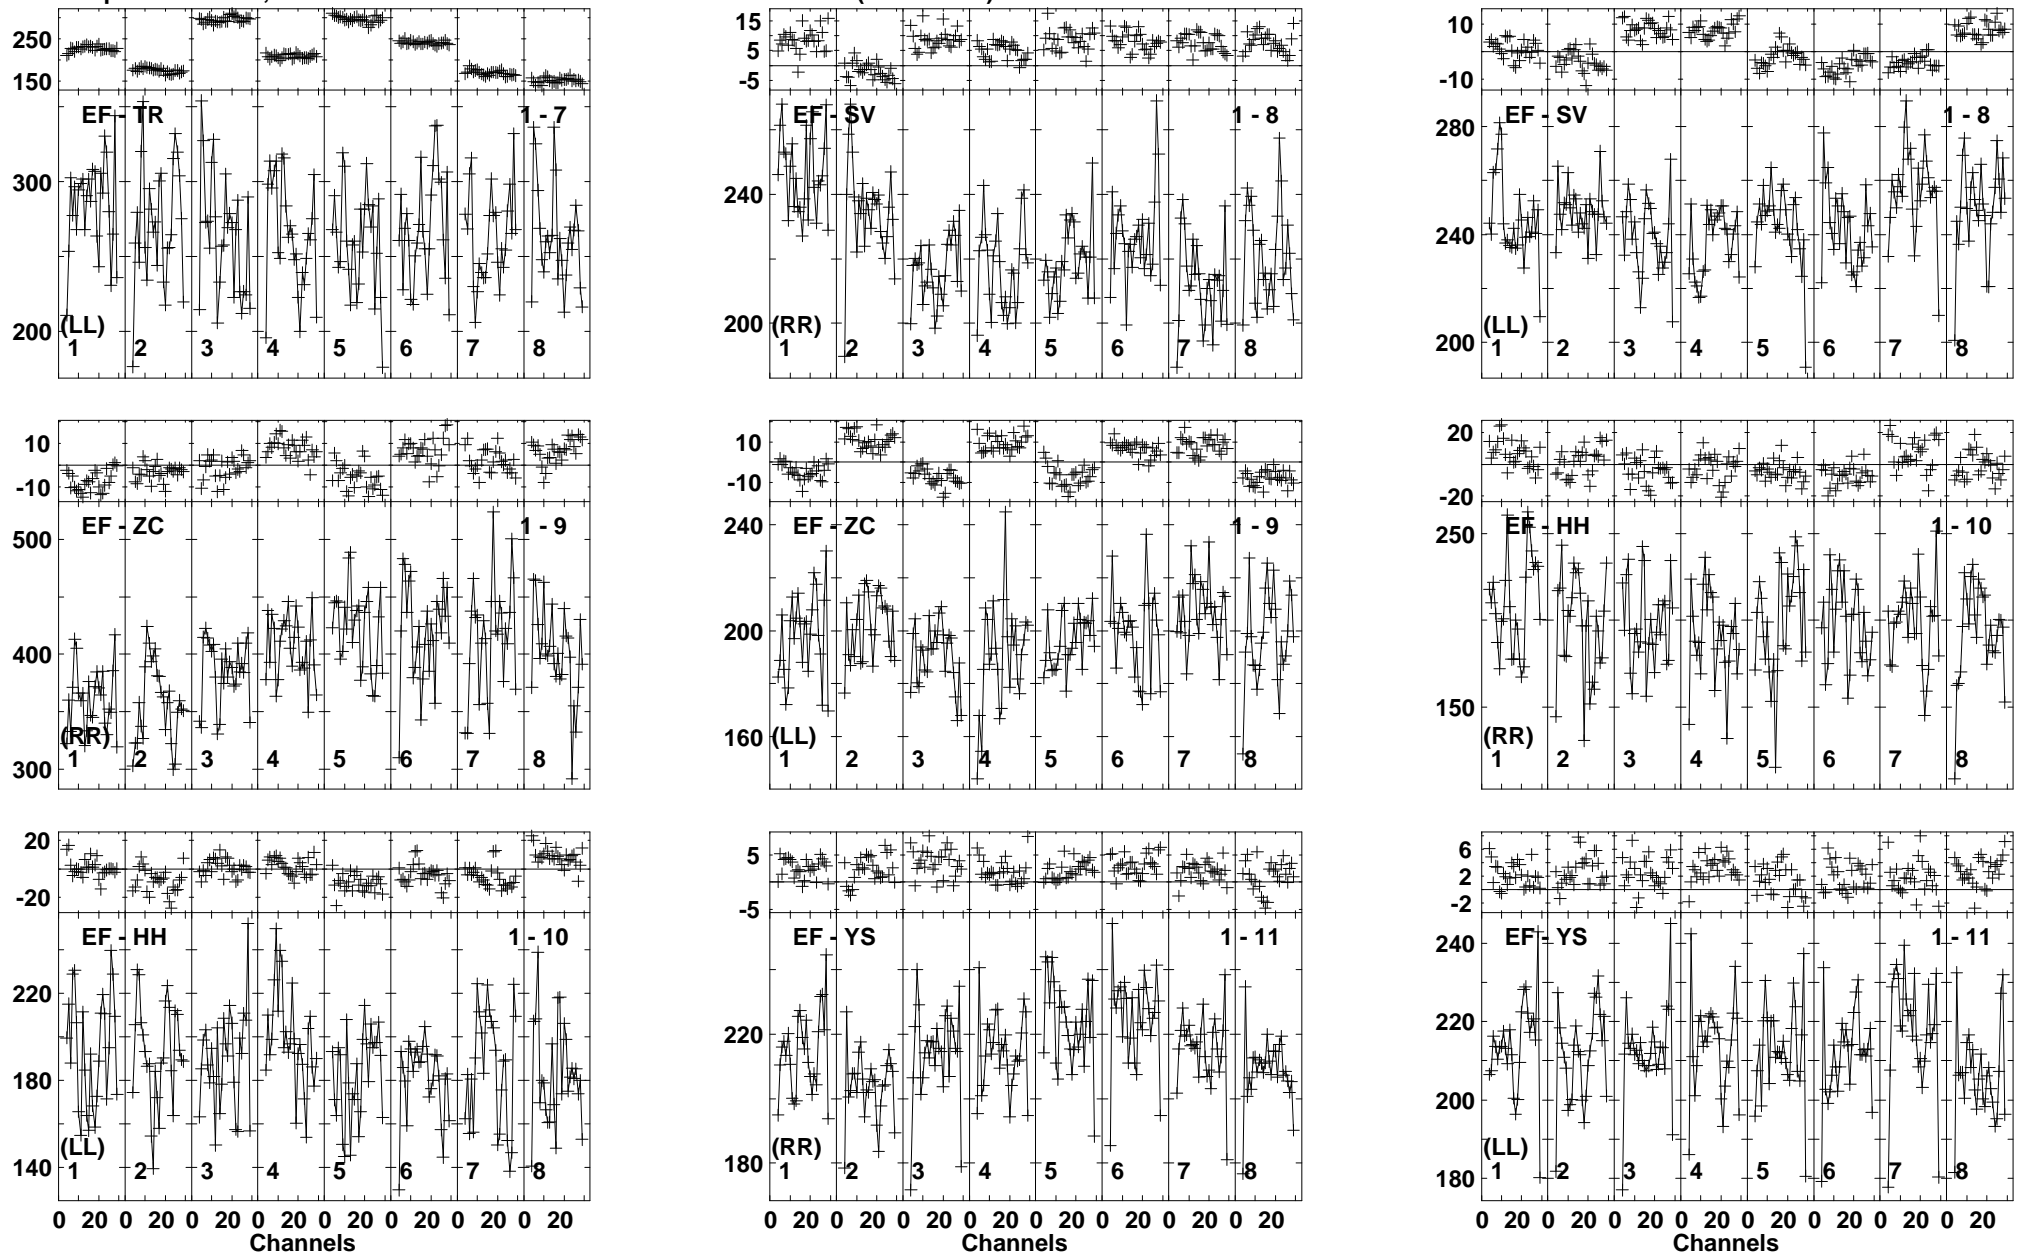 250
150
EF - TR 1 - 7
300
200
(LL)
1 2 3 4 5 6 7 8
15
5
-5
EF - SV 1 - 8
240
200
(RR)
1 2 3 4 5 6 7 8
10
-10
EF - SV 1 - 8
280
240
200
(LL)
1 2 3 4 5 6 7 8
10
-10
EF - ZC 1 - 9
500
400
300
(RR)
1 2 3 4 5 6 7 8
10
-10
EF - ZC 1 - 9
240
200
160
(LL)
1 2 3 4 5 6 7 8
20
-20
EF - HH 1 - 10
250
150
(RR)
1 2 3 4 5 6 7 8
20
-20
EF - HH 1 - 10
220
180
140
(LL)
1 2 3 4 5 6 7 8
0 20 0 20 0 20 0 20 0 20 0 20 0 20 0 20
Channels
5
-5
EF - YS 1 - 11
220
180
(RR)
1 2 3 4 5 6 7 8
0 20 0 20 0 20 0 20 0 20 0 20 0 20 0 20
Channels
6
2
-2
EF - YS 1 - 11
240
220
200
180
(LL)
1 2 3 4 5 6 7 8
0 20 0 20 0 20 0 20 0 20 0 20 0 20 0 20
Channels